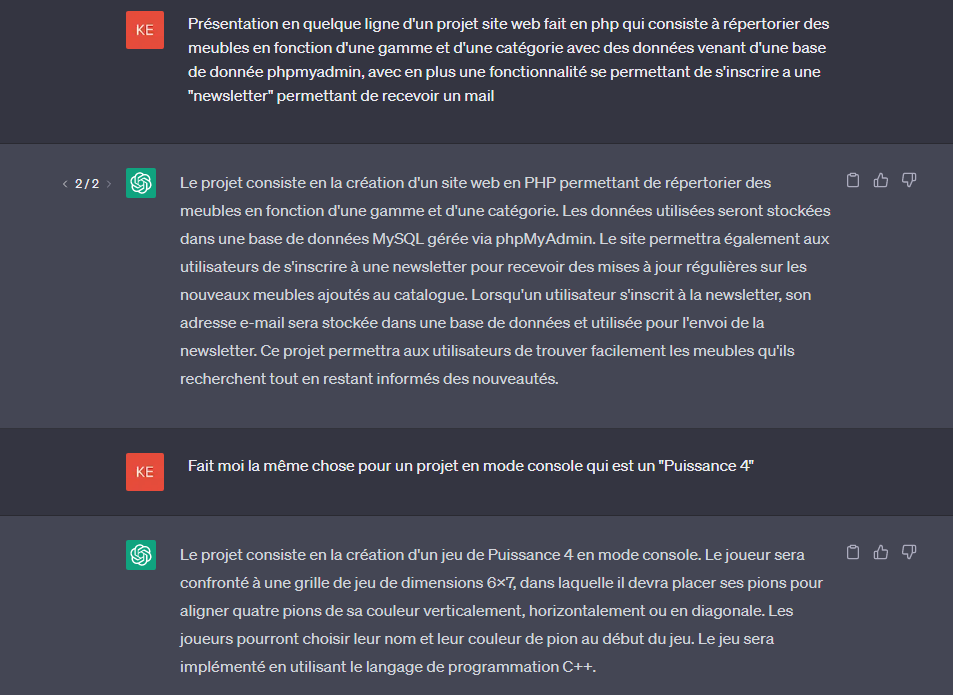 KE
Présentation en quelque ligne d'un projet site web fait en php qui consiste à répertorier des
meubles en fonction d'une gamme et d'une catégorie avec des données venant d'une base
de donnée phpmyadmin, avec en plus une fonctionnalité se permettant de s'inscrire a une
"newsletter" permettant de recevoir un mail
< 2/2 >
Le projet consiste en la création d'un site web en PHP permettant de répertorier des
meubles en fonction d'une gamme et d'une catégorie. Les données utilisées seront stockées
dans une base de données MySQL gérée via phpMyAdmin. Le site permettra également aux
utilisateurs de s'inscrire à une newsletter pour recevoir des mises à jour régulières sur les
nouveaux meubles ajoutés au catalogue. Lorsqu'un utilisateur s'inscrit à la newsletter, son
adresse e-mail sera stockée dans une base de données et utilisée pour l'envoi de la
newsletter. Ce projet permettra aux utilisateurs de trouver facilement les meubles qu'ils
recherchent tout en restant informés des nouveautés.
KE
Fait moi la même chose pour un projet en mode console qui est un "Puissance 4"
Le projet consiste en la création d'un jeu de Puissance 4 en mode console. Le joueur sera
confronté à une grille de jeu de dimensions 6×7, dans laquelle il devra placer ses pions pour
aligner quatre pions de sa couleur verticalement, horizontalement ou en diagonale. Les
joueurs pourront choisir leur nom et leur couleur de pion au début du jeu. Le jeu sera
implémenté en utilisant le langage de programmation C++.